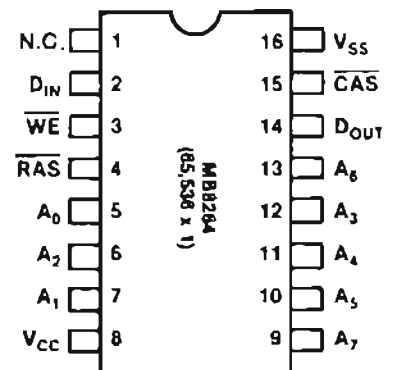 N.C. 1 16 VSS
DIN 2 15 CAS
WE 3 14 DOUT
RAS 4 13 A6
A0 5 12 A3
A2 6 11 A4
A1 7 10 A5
VCC 8 9 A7
MB8264
(65,536 x 1)